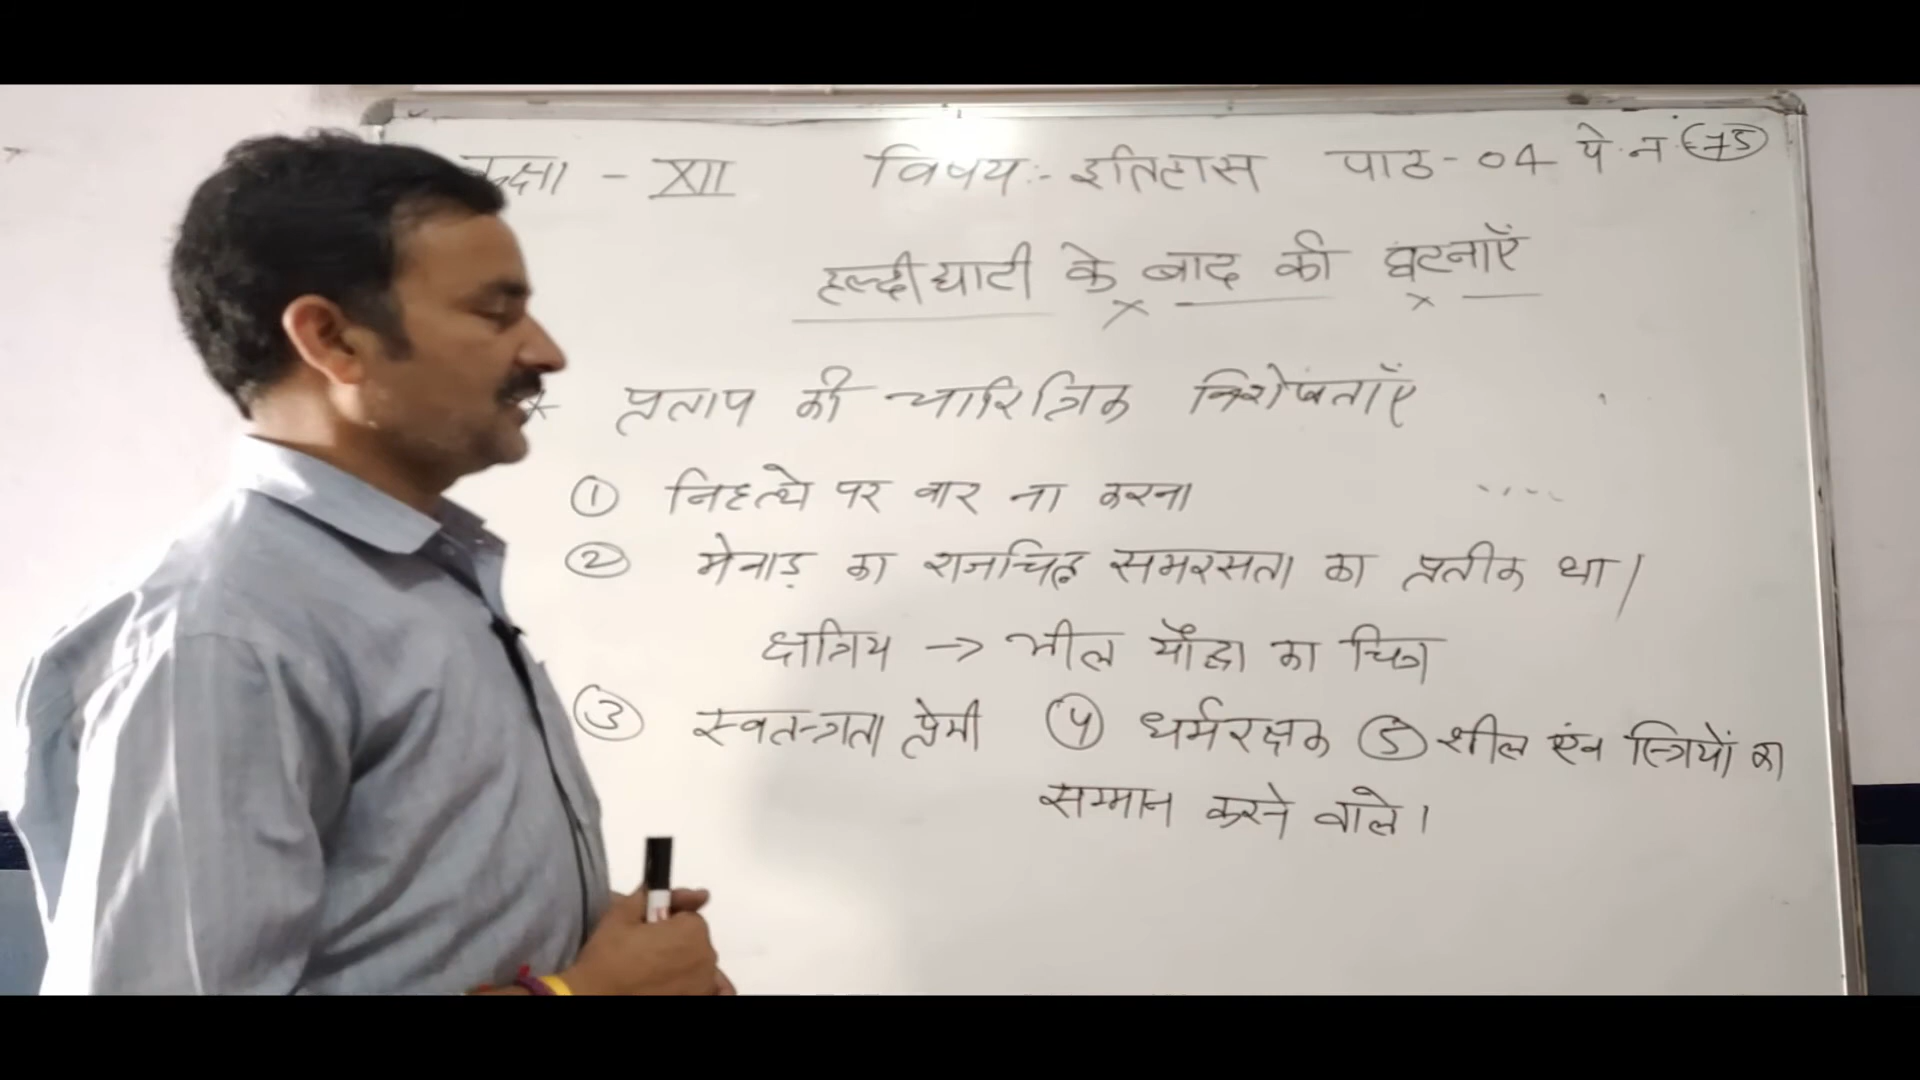 कक्षा - XII विषय:- इतिहास पाठ - 04 पे. नं. 75
हल्दीघाटी के बाद की घटनाएँ
* प्रताप की चारित्रिक विशेषताएँ
① निहत्थे पर वार ना करना
② मेवाड़ का राजचिह्न समरसता का प्रतीक था।
क्षत्रिय → भील योद्धा का चित्र
③ स्वतन्त्रता प्रेमी ④ धर्मरक्षक ⑤ शील एंव स्त्रियों का
सम्मान करने वाले।